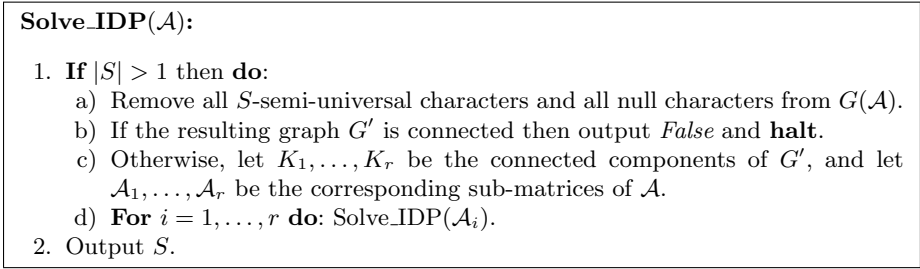 Solve_IDP(𝒜):
1. If |S| > 1 then do:
a) Remove all S-semi-universal characters and all null characters from G(𝒜).
b) If the resulting graph G′ is connected then output False and halt.
c) Otherwise, let K₁, . . . , Kᵣ be the connected components of G′, and let
𝒜₁, . . . , 𝒜ᵣ be the corresponding sub-matrices of 𝒜.
d) For i = 1, . . . , r do: Solve_IDP(𝒜ᵢ).
2. Output S.